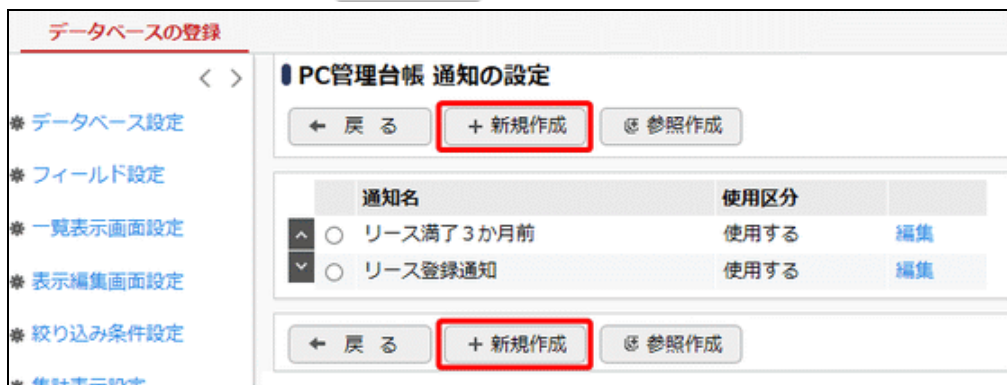 データベースの登録
データベース設定
フィールド設定
一覧表示画面設定
表示編集画面設定
絞り込み条件設定
集計表示設定
PC管理台帳 通知の設定
戻 る 新規作成 参照作成
通知名 使用区分
リース満了3か月前 使用する 編集
リース登録通知 使用する 編集
戻 る 新規作成 参照作成